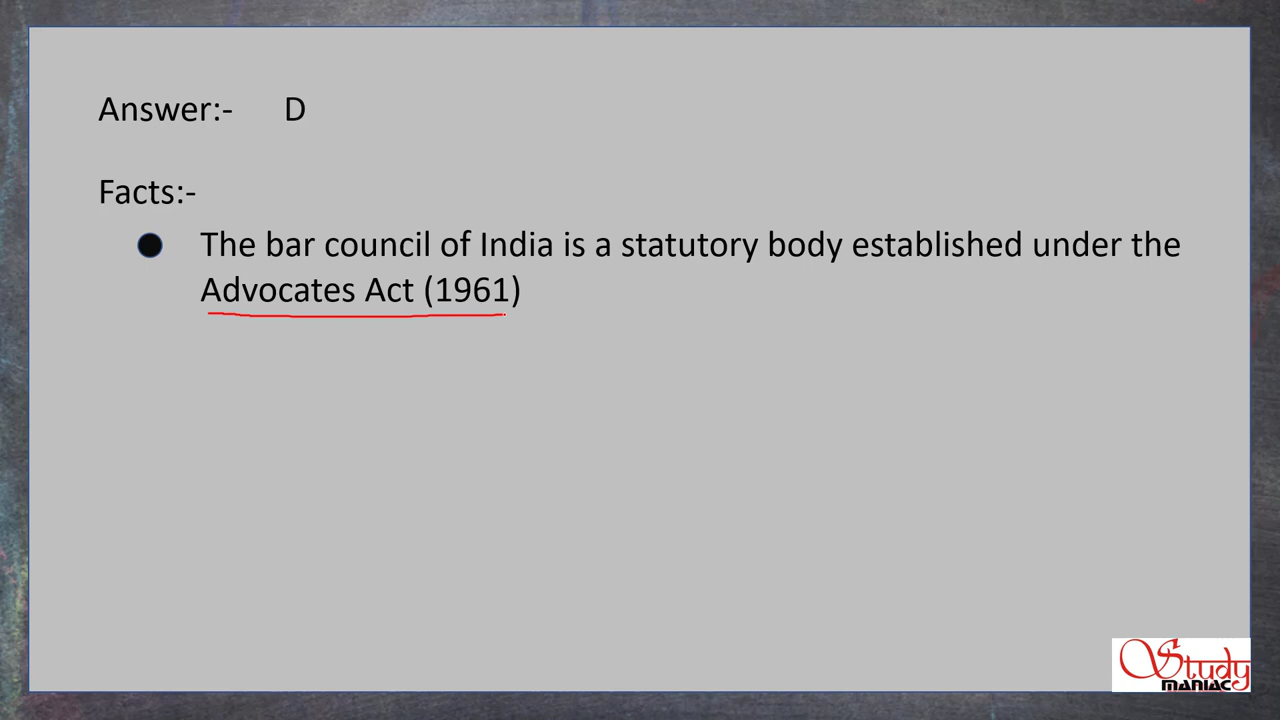 Answer:- D
Facts:-
The bar council of India is a statutory body established under the
Advocates Act (1961)
Study
MANIAC